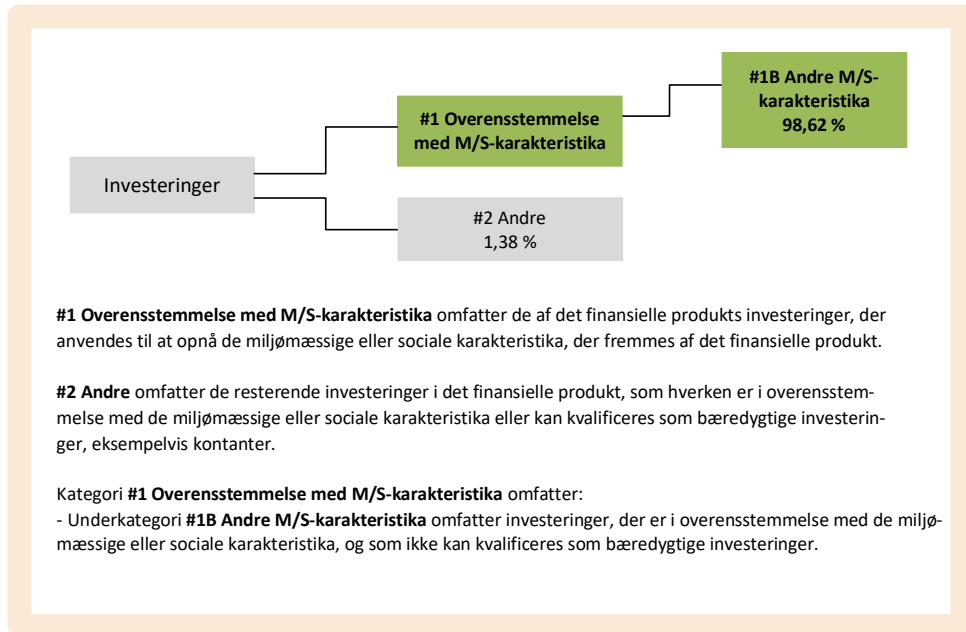 #1B Andre M/S-
karakteristika
98,62 %
#1 Overensstemmelse
med M/S-karakteristika
Investeringer
#2 Andre
1,38 %
#1 Overensstemmelse med M/S-karakteristika omfatter de af det finansielle produkts investeringer, der
anvendes til at opnå de miljømæssige eller sociale karakteristika, der fremmes af det finansielle produkt.
#2 Andre omfatter de resterende investeringer i det finansielle produkt, som hverken er i overensstem-
melse med de miljømæssige eller sociale karakteristika eller kan kvalificeres som bæredygtige investerin-
ger, eksempelvis kontanter.
Kategori #1 Overensstemmelse med M/S-karakteristika omfatter:
- Underkategori #1B Andre M/S-karakteristika omfatter investeringer, der er i overensstemmelse med de miljø-
mæssige eller sociale karakteristika, og som ikke kan kvalificeres som bæredygtige investeringer.